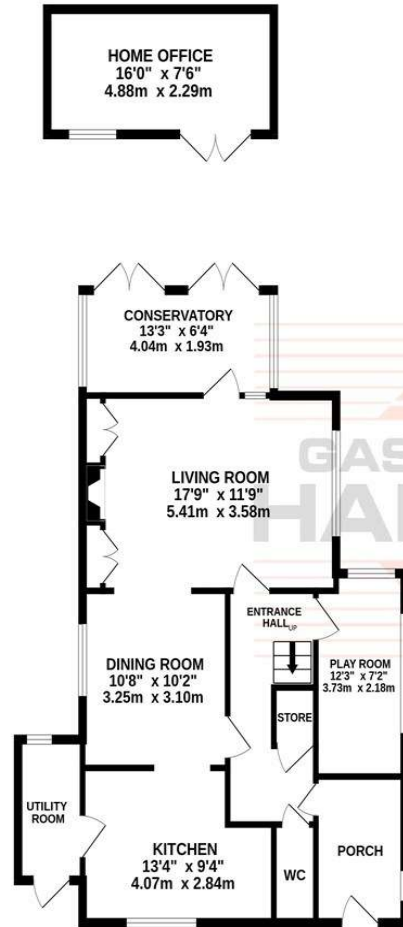 HOME OFFICE
16'0" x 7'6"
4.88m x 2.29m
CONSERVATORY
13'3" x 6'4"
4.04m x 1.93m
GAS
HA
LIVING ROOM
17'9" x 11'9"
5.41m x 3.58m
ENTRANCE
HALL
UP
PLAY ROOM
12'3" x 7'2"
3.73m x 2.18m
DINING ROOM
10'8" x 10'2"
3.25m x 3.10m
STORE
UTILITY
ROOM
KITCHEN
13'4" x 9'4"
4.07m x 2.84m
WC
PORCH